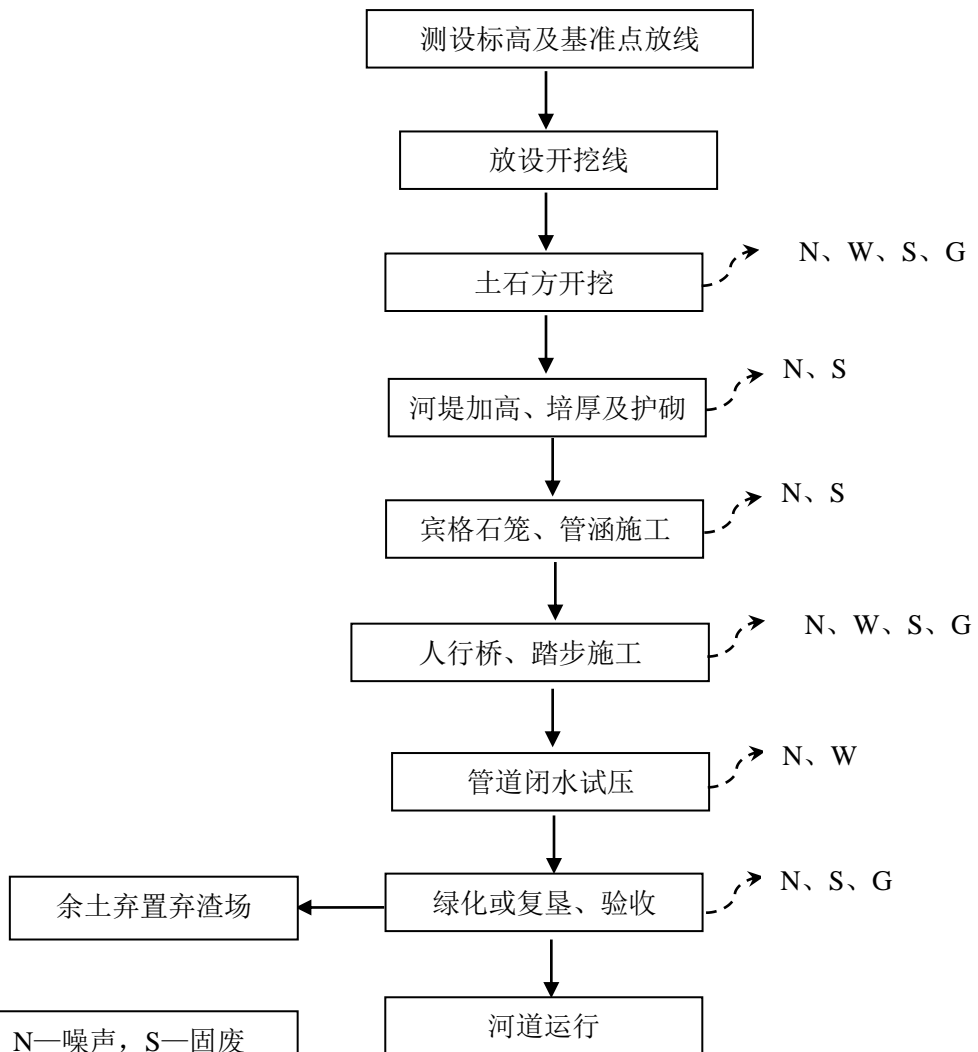 测设标高及基准点放线
放设开挖线
土石方开挖
N、W、S、G
河堤加高、培厚及护砌
N、S
宾格石笼、管涵施工
N、S
人行桥、踏步施工
N、W、S、G
管道闭水试压
N、W
余土弃置弃渣场
绿化或复垦、验收
N、S、G
N—噪声，S—固废
河道运行